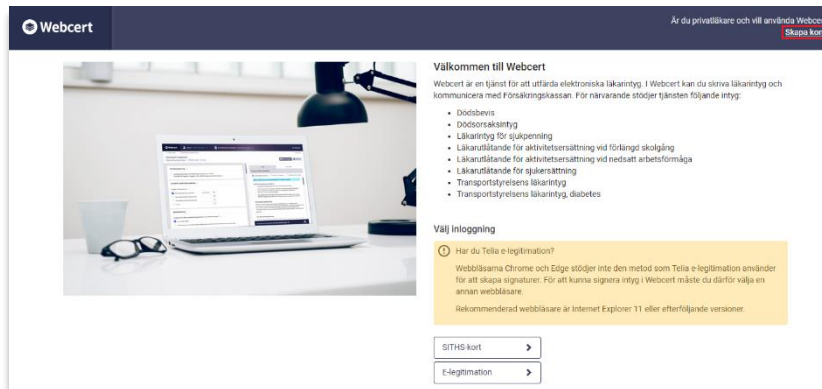 Webcert
Är du privatläkare och vill använda Webcer
Skapa kon
Välkommen till Webcert
Webcert är en tjänst för att utfärda elektroniska läkarintyg. I Webcert kan du skriva läkarintyg och
kommunicera med Försäkringskassan. För närvarande stödjer tjänsten följande intyg:
• Dödsbevis
• Dödsorsaksintyg
• Läkarintyg för sjukpenning
• Läkarutlåtande för aktivitetsersättning vid förlängd skolgång
• Läkarutlåtande för aktivitetsersättning vid nedsatt arbetsförmåga
• Läkarutlåtande för sjukersättning
• Transportstyrelsens läkarintyg
• Transportstyrelsens läkarintyg, diabetes
Välj inloggning
Har du Telia e-legitimation?
Webbläsarna Chrome och Edge stödjer inte den metod som Telia e-legitimation använder
för att skapa signaturer. För att kunna signera intyg i Webcert måste du därför välja en
annan webbläsare.
Rekommenderad webbläsare är Internet Explorer 11 eller efterföljande versioner.
SITHS-kort
E-legitimation